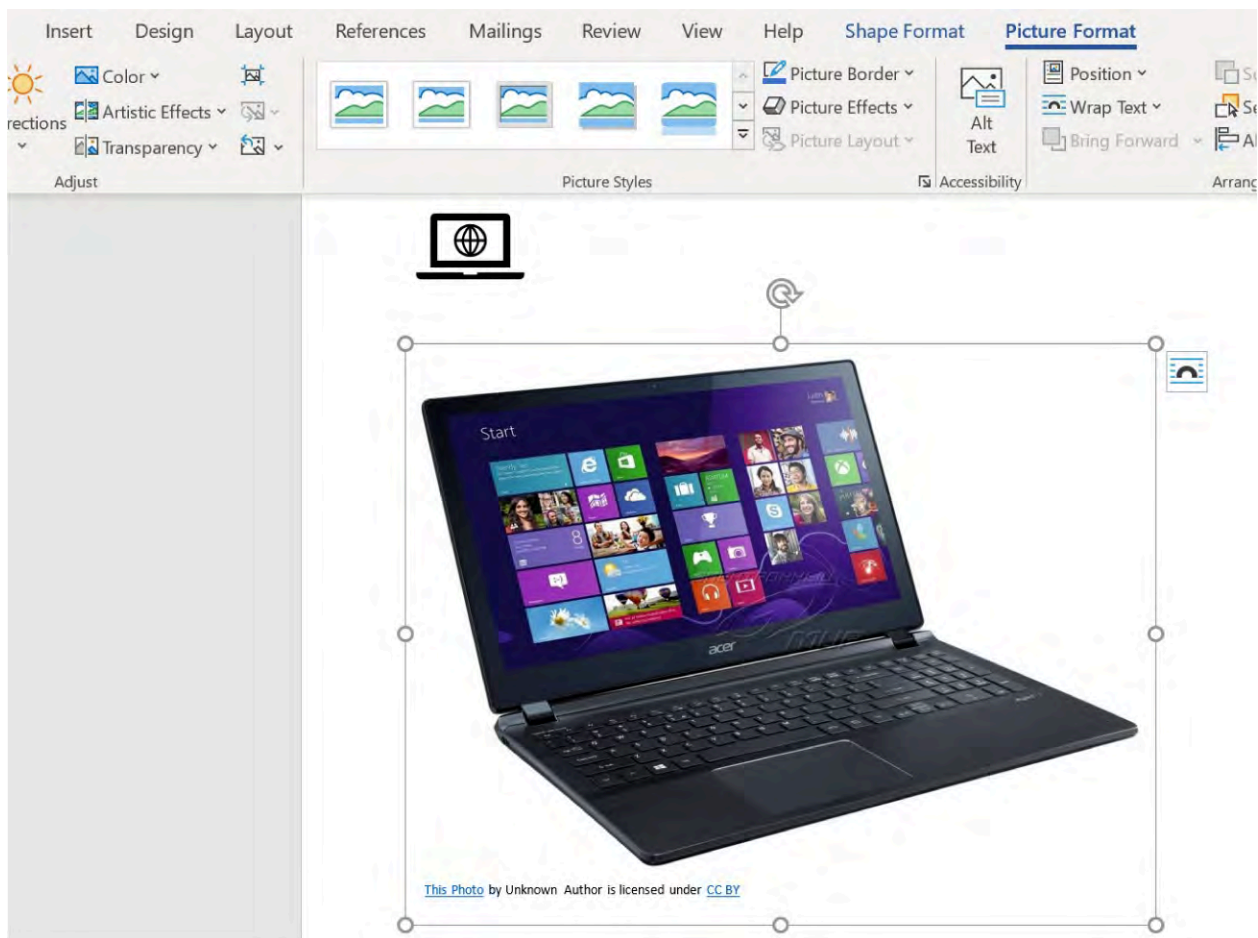 Insert Design Layout References Mailings Review View Help Shape Format Picture Format
Color Picture Border Position
rections Artistic Effects Picture Effects Alt Wrap Text
Transparency Picture Layout Text Bring Forward
Adjust Picture Styles Accessibility Arrang
Start
8
acer
This Photo by Unknown Author is licensed under CC BY